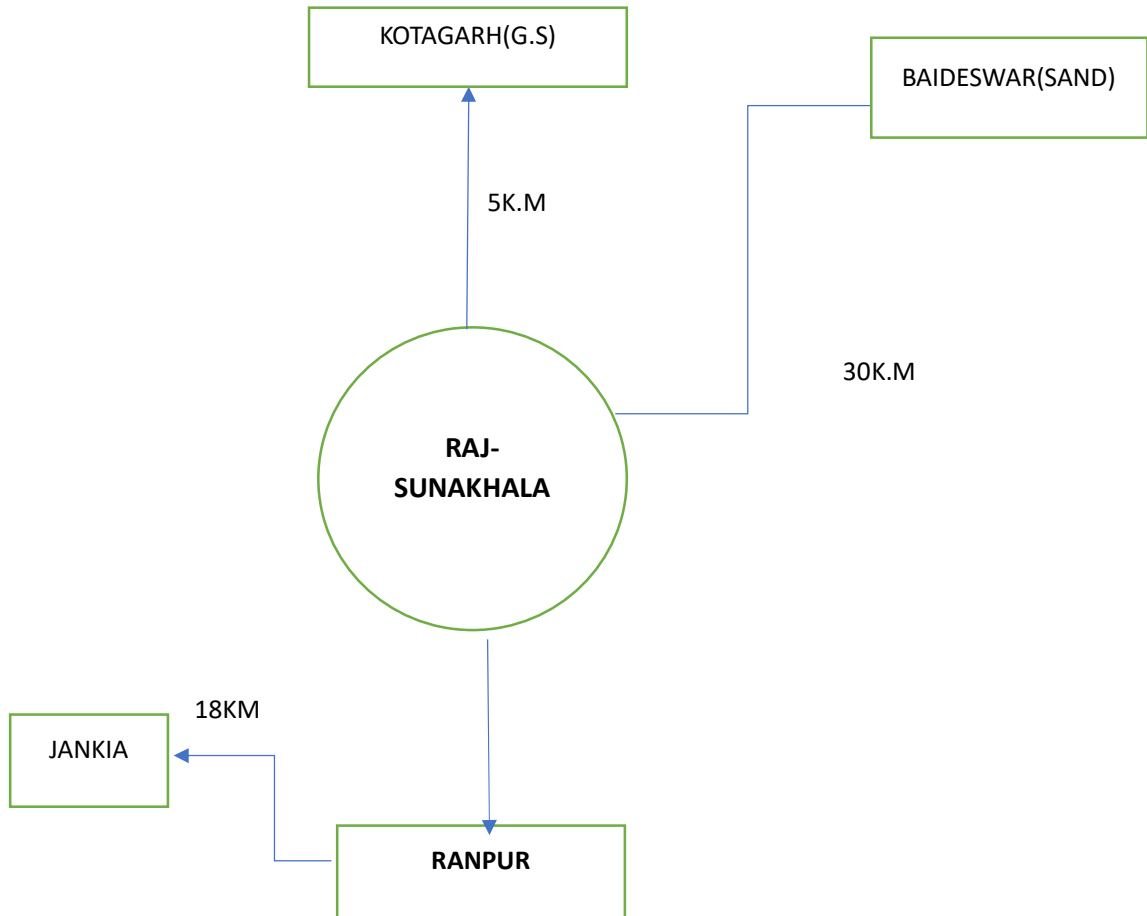 KOTAGARH(G.S)
BAIDESWAR(SAND)
5K.M
30K.M
RAJ-
SUNAKHALA
18KM
JANKIA
RANPUR